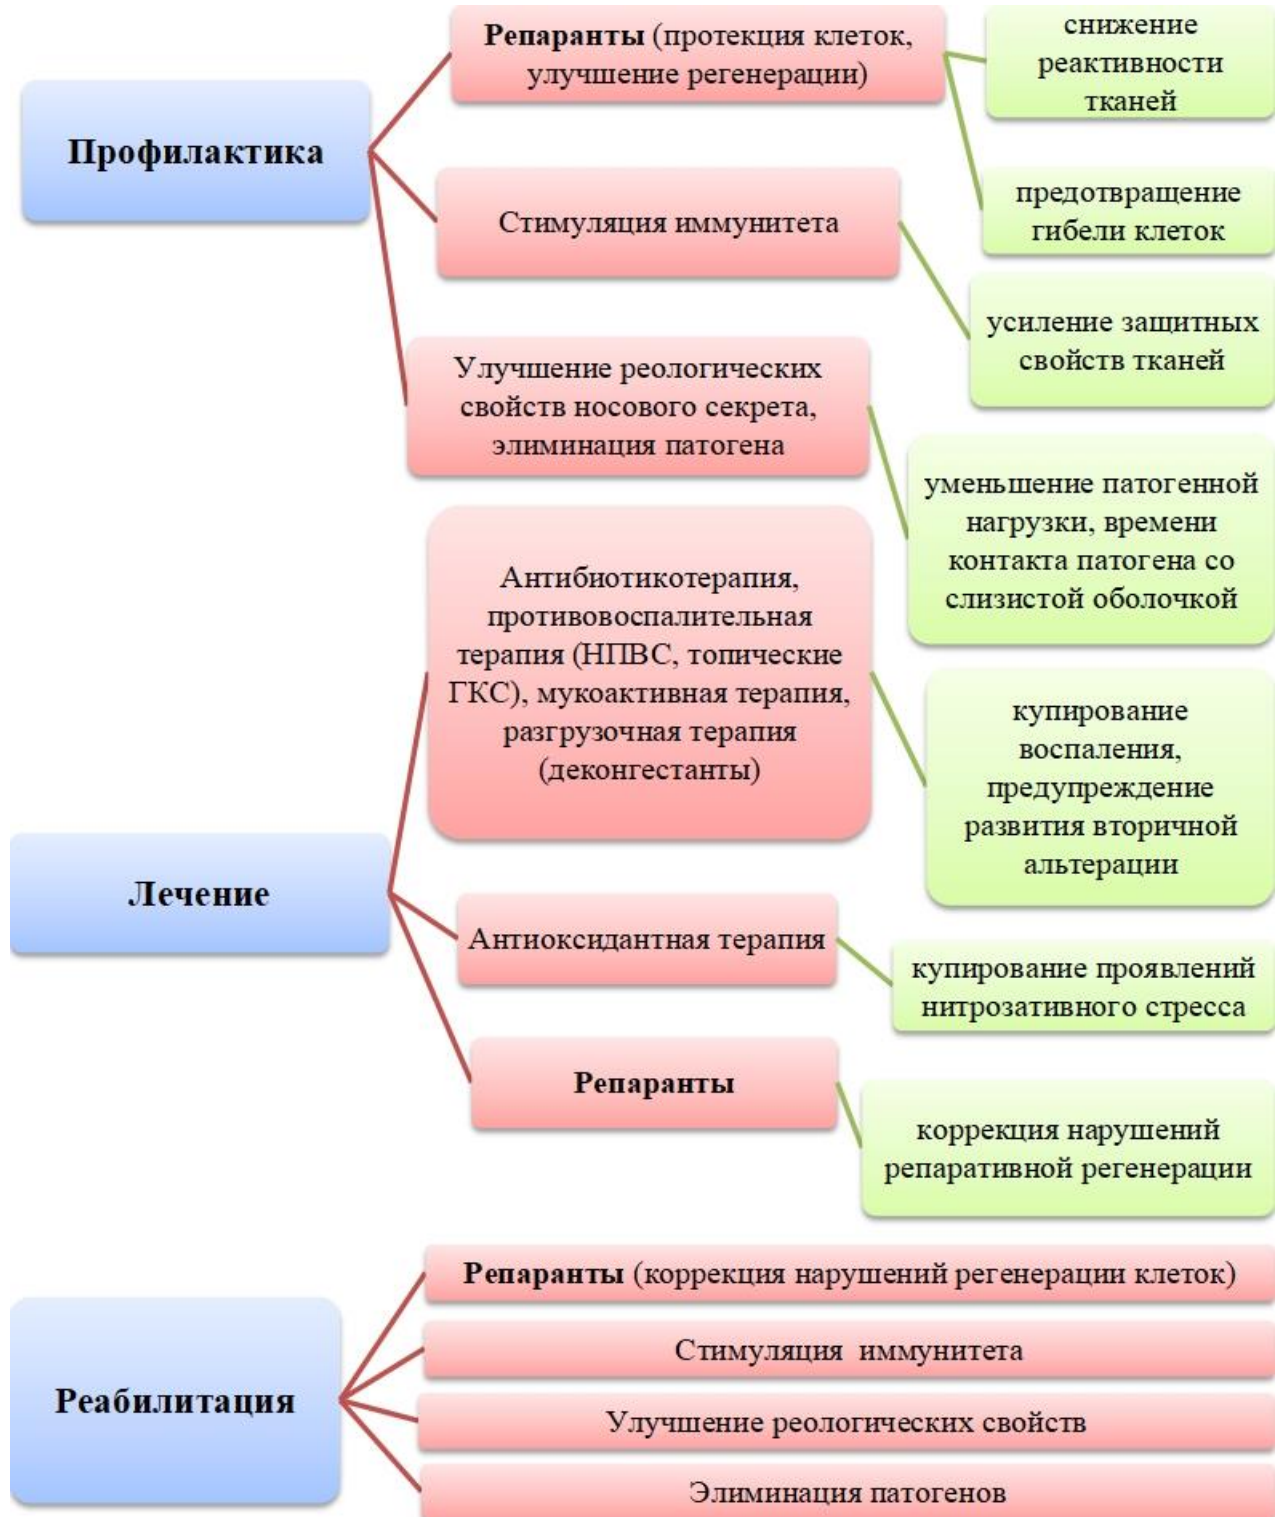 Профилактика
Репаранты (протекция клеток,
улучшение регенерации)
снижение
реактивности
тканей
предотвращение
гибели клеток
Стимуляция иммунитета
усиление защитных
свойств тканей
Улучшение реологических
свойств носового секрета,
элиминация патогена
уменьшение патогенной
нагрузки, времени
контакта патогена со
слизистой оболочкой
Лечение
Антибиотикотерапия,
противовоспалительная
терапия (НПВС, топические
ГКС), мукоактивная терапия,
разгрузочная терапия
(деконгестанты)
купирование
воспаления,
предупреждение
развития вторичной
альтерации
Антиоксидантная терапия
купирование проявлений
нитрозативного стресса
Репаранты
коррекция нарушений
репаративной регенерации
Реабилитация
Репаранты (коррекция нарушений регенерации клеток)
Стимуляция иммунитета
Улучшение реологических свойств
Элиминация патогенов